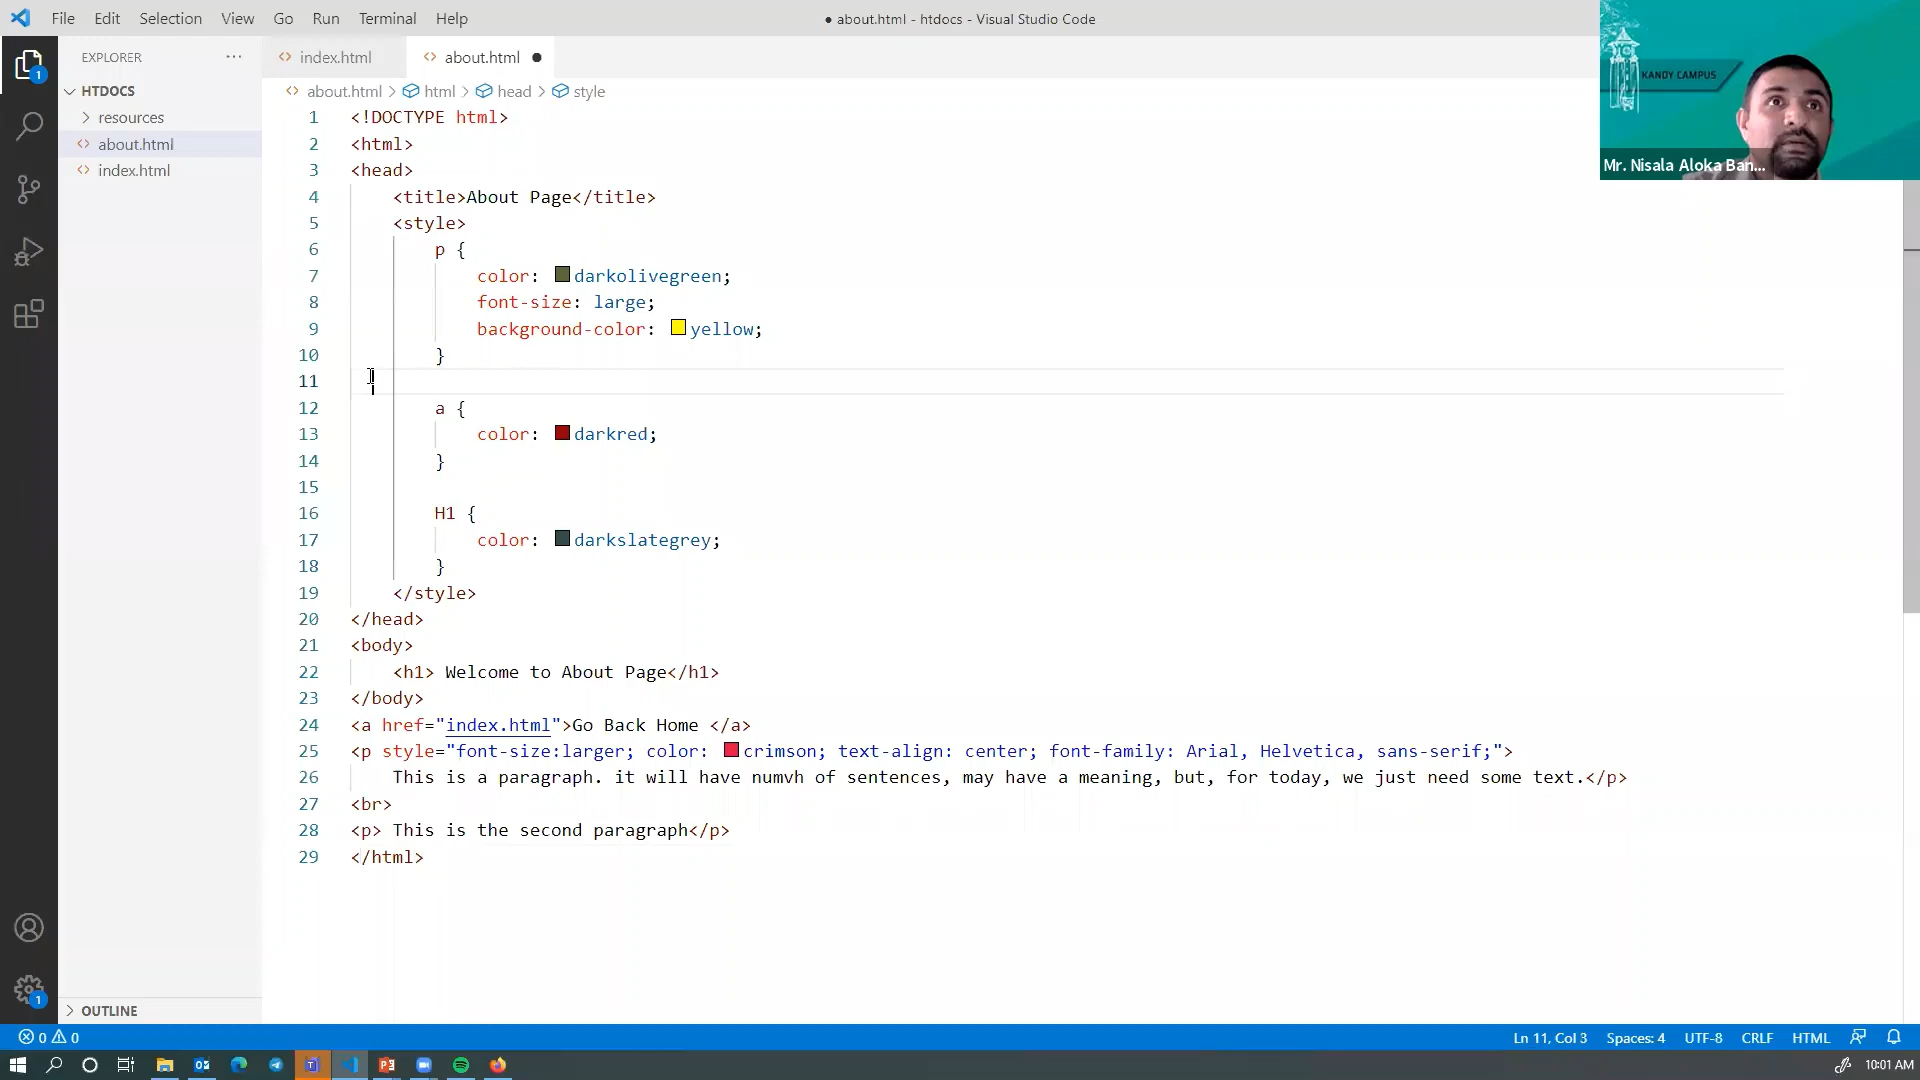 File Edit Selection View Go Run Terminal Help
● about.html - htdocs - Visual Studio Code
KANDY CAMPUS
Mr. Nisala Aloka Ban...
EXPLORER ...
HTDOCS
resources
about.html
index.html
OUTLINE
index.html about.html ●
about.html > html > head > style
1 <!DOCTYPE html>
2 <html>
3 <head>
4 <title>About Page</title>
5 <style>
6 p {
7 color: darkolivegreen;
8 font-size: large;
9 background-color: yellow;
10 }
11
12 a {
13 color: darkred;
14 }
15
16 H1 {
17 color: darkslategrey;
18 }
19 </style>
20 </head>
21 <body>
22 <h1> Welcome to About Page</h1>
23 </body>
24 <a href="index.html">Go Back Home </a>
25 <p style="font-size:larger; color: crimson; text-align: center; font-family: Arial, Helvetica, sans-serif;">
26 This is a paragraph. it will have numvh of sentences, may have a meaning, but, for today, we just need some text.</p>
27 <br>
28 <p> This is the second paragraph</p>
29 </html>
1
1
0 0
Ln 11, Col 3 Spaces: 4 UTF-8 CRLF HTML
10:01 AM